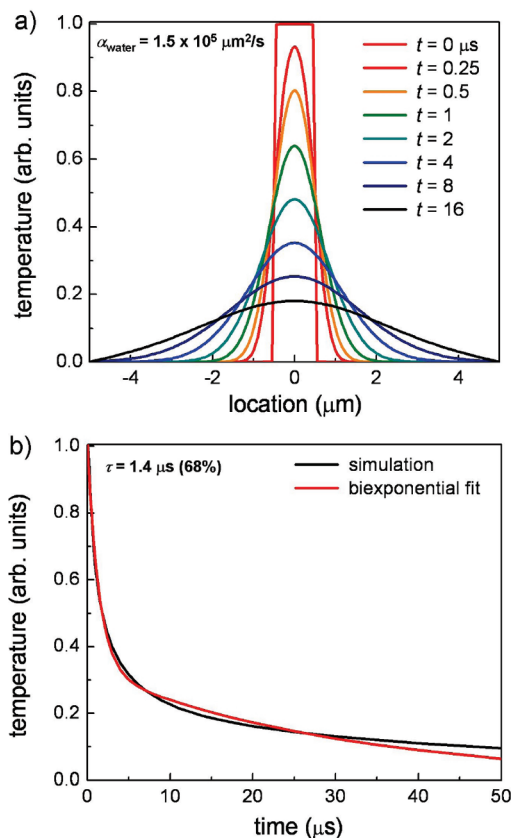 a)
1.0
0.8
0.6
0.4
0.2
0.0
temperature (arb. units)
α_water = 1.5 x 10⁵ μm²/s
t = 0 μs
t = 0.25
t = 0.5
t = 1
t = 2
t = 4
t = 8
t = 16
-4 -2 0 2 4
location (μm)
b)
1.0
0.8
0.6
0.4
0.2
0.0
temperature (arb. units)
τ = 1.4 μs (68%)
simulation
biexponential fit
0 10 20 30 40 50
time (μs)